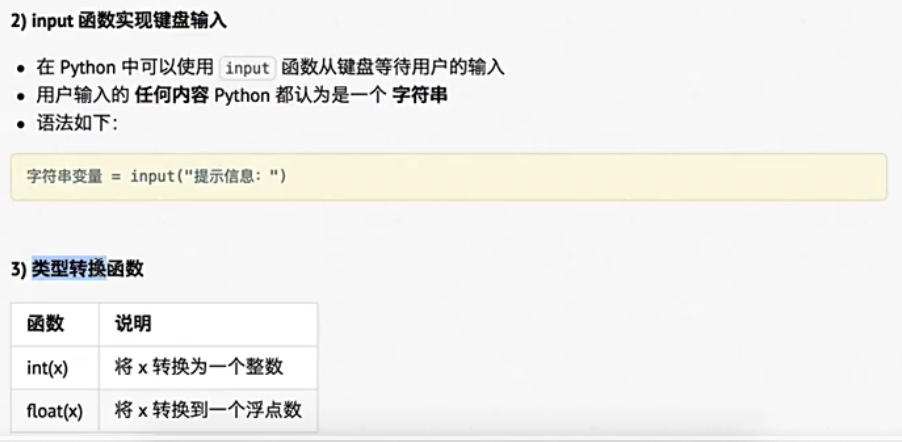 2) input 函数实现键盘输入
• 在 Python 中可以使用 input 函数从键盘等待用户的输入
• 用户输入的 任何内容 Python 都认为是一个 字符串
• 语法如下：
字符串变量 = input("提示信息：")
3) 类型转换函数
函数 说明
int(x) 将 x 转换为一个整数
float(x) 将 x 转换到一个浮点数